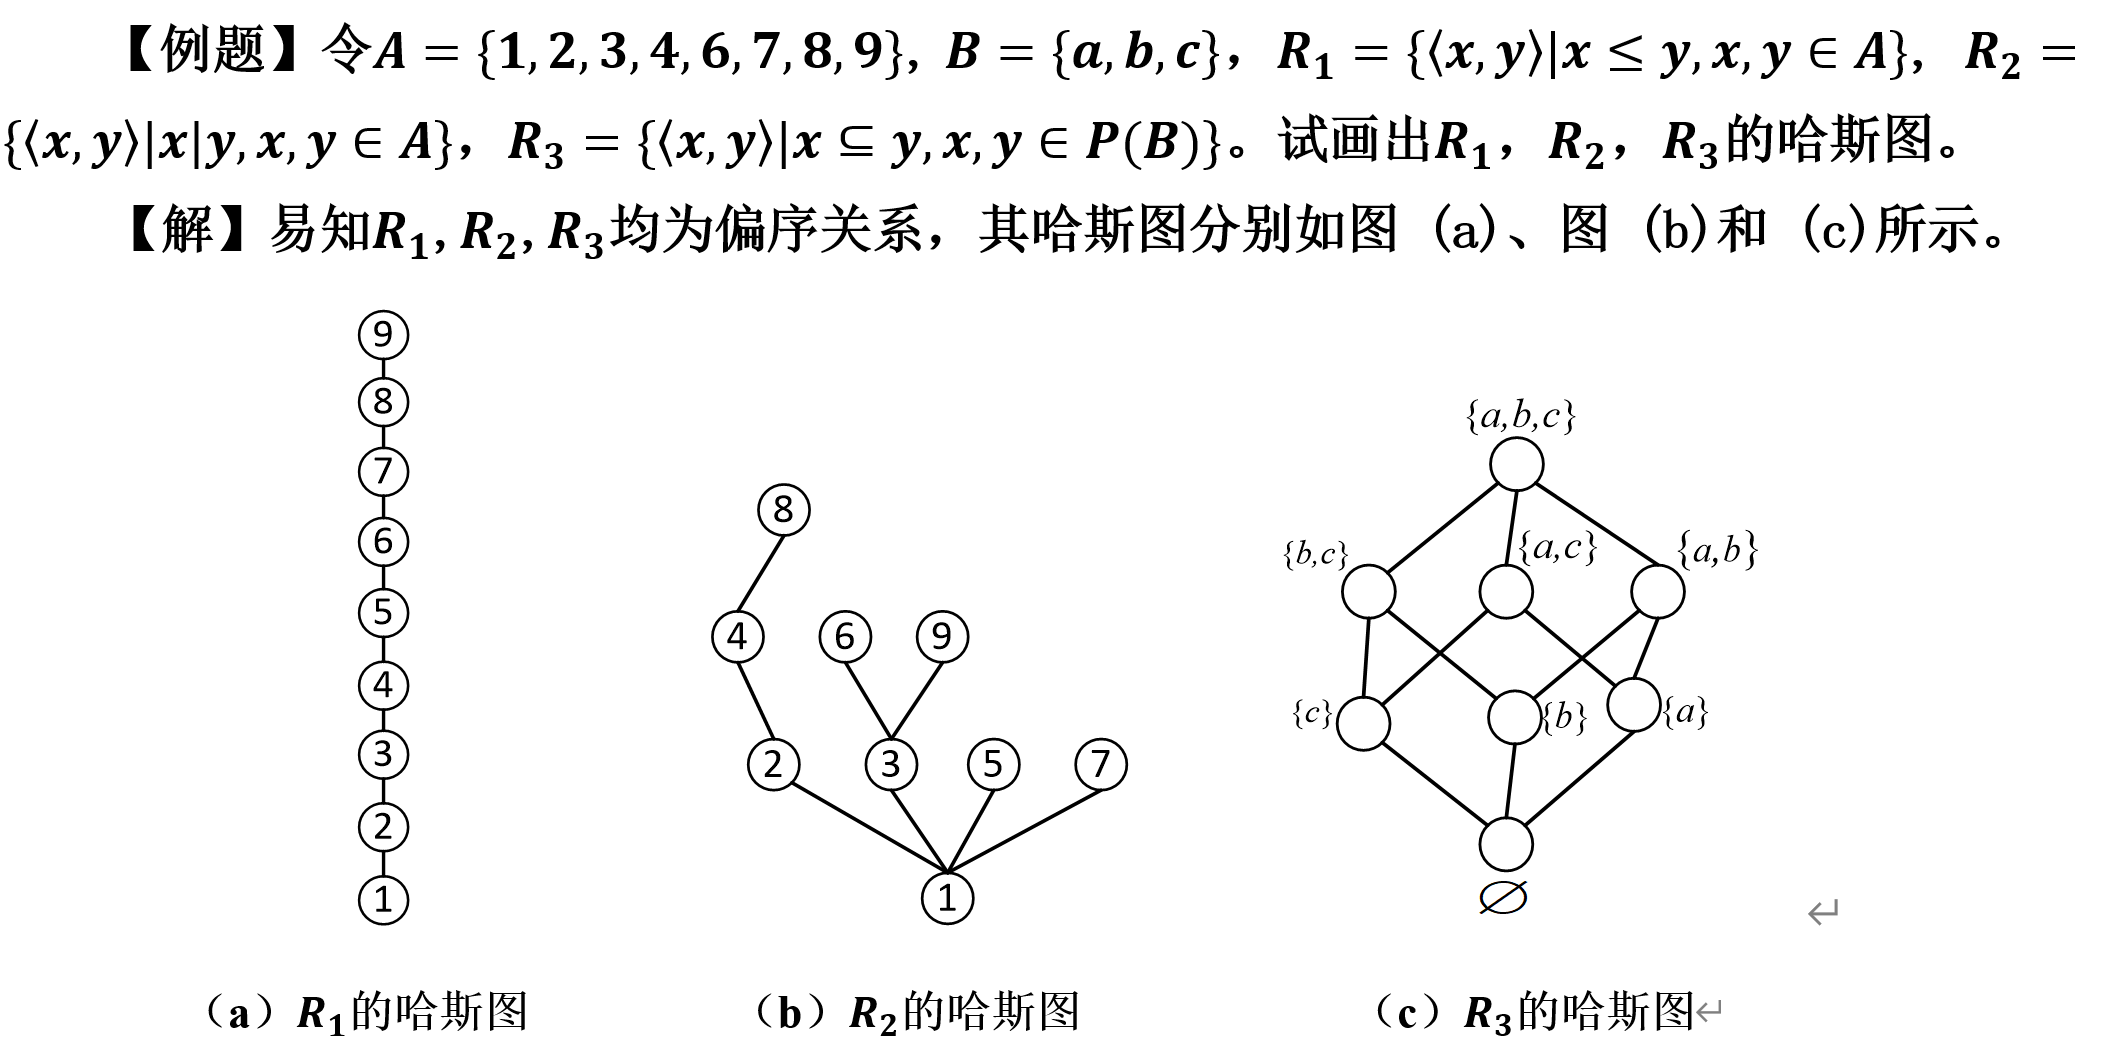 【例题】令A = {1, 2, 3, 4, 6, 7, 8, 9}, B = {a, b, c}，R₁ = {⟨x, y⟩|x ≤ y, x, y ∈ A}, R₂ =
{⟨x, y⟩|x|y, x, y ∈ A}，R₃ = {⟨x, y⟩|x ⊆ y, x, y ∈ P(B)}。试画出R₁，R₂，R₃的哈斯图。
【解】易知R₁, R₂, R₃均为偏序关系，其哈斯图分别如图 (a)、图 (b)和 (c)所示。
9
8
7
6
5
4
3
2
1
8
4 6 9
2 3 5 7
1
{a,b,c}
{b,c} {a,c} {a,b}
{c} {b} {a}
∅
↵
（a）R₁的哈斯图
（b）R₂的哈斯图
（c）R₃的哈斯图↵